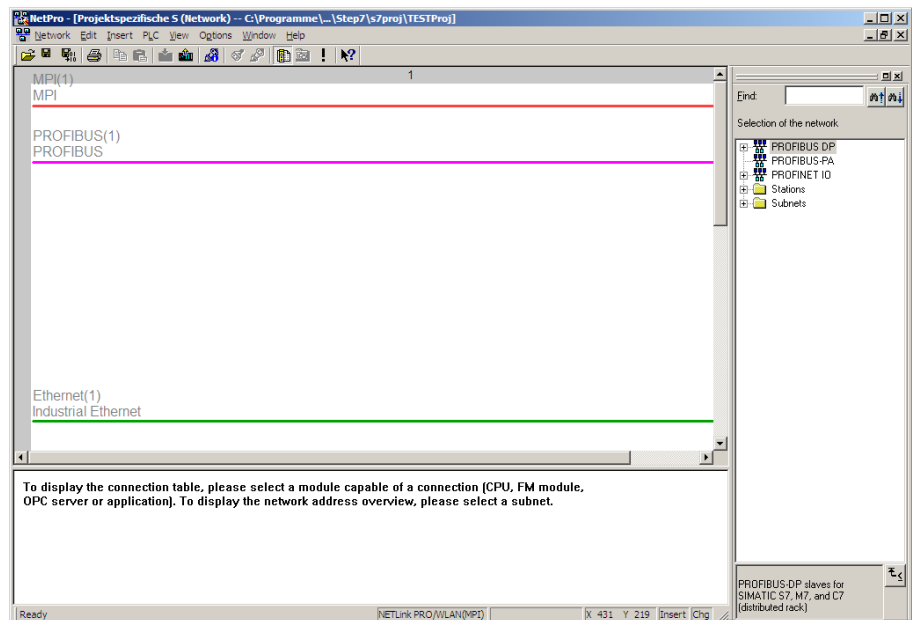 NetPro - [Projektspezifische S (Network) -- C:\Programme\...\Step7\s7proj\TESTProj]
Network Edit Insert PLC View Options Window Help
1
MPI(1)
MPI
PROFIBUS(1)
PROFIBUS
Ethernet(1)
Industrial Ethernet
Find:
Selection of the network
PROFIBUS DP
PROFIBUS-PA
PROFINET IO
Stations
Subnets
To display the connection table, please select a module capable of a connection (CPU, FM module,
OPC server or application). To display the network address overview, please select a subnet.
PROFIBUS-DP slaves for
SIMATIC S7, M7, and C7
(distributed rack)
Ready NETLink PRO/WLAN(MPI) X 431 Y 219 Insert Chg